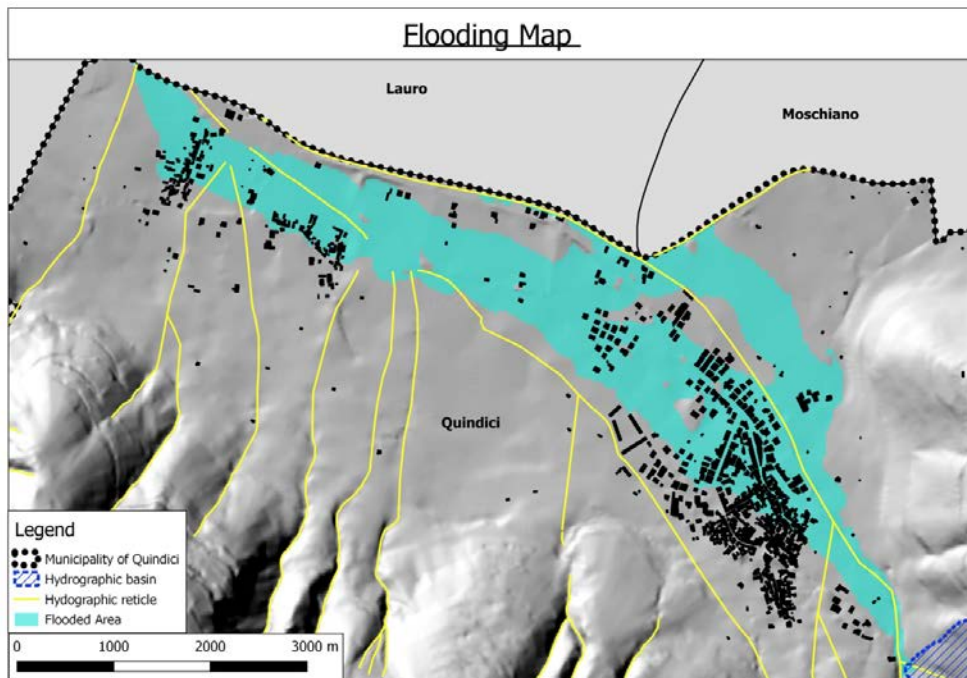 Flooding Map
Lauro
Moschiano
Quindici
Legend
Municipality of Quindici
Hydrographic basin
Hydographic reticle
Flooded Area
0 1000 2000 3000 m